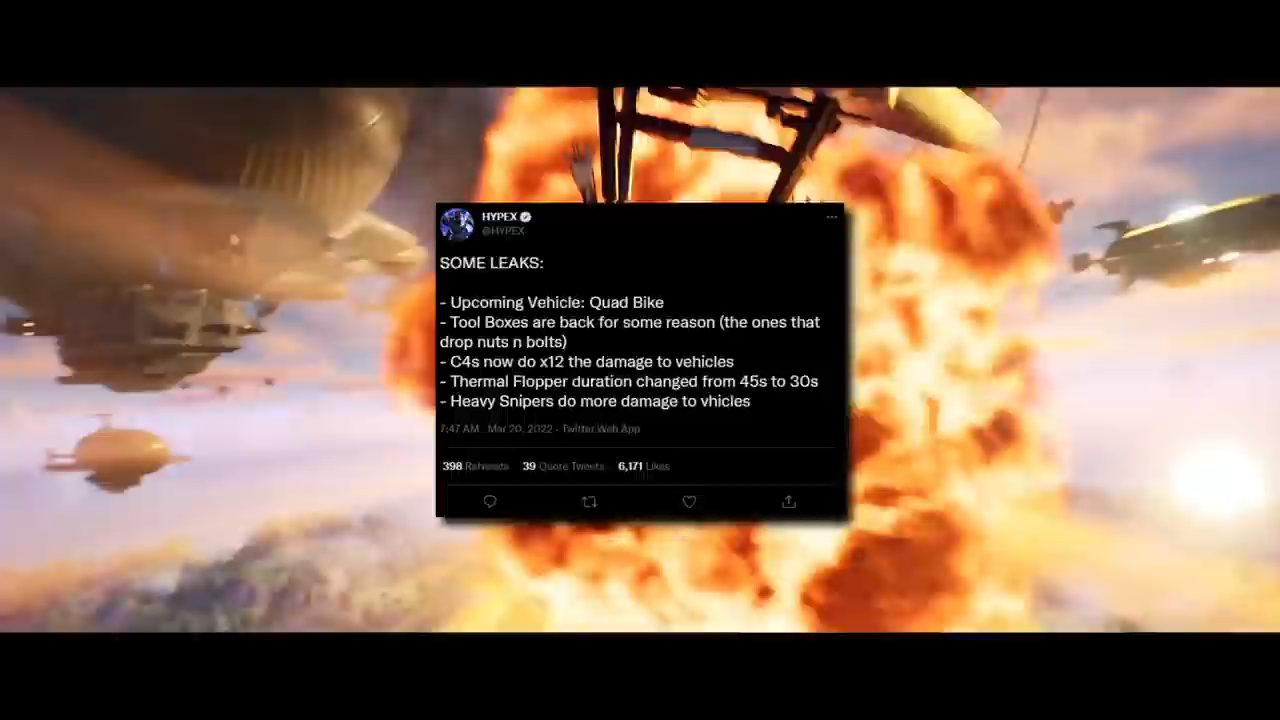 HYPEX
@HYPEX
SOME LEAKS:
- Upcoming Vehicle: Quad Bike
- Tool Boxes are back for some reason (the ones that
drop nuts n bolts)
- C4s now do x12 the damage to vehicles
- Thermal Flopper duration changed from 45s to 30s
- Heavy Snipers do more damage to vhicles
7:47 AM · Mar 20, 2022 · Twitter Web App
398 Retweets 39 Quote Tweets 6,171 Likes